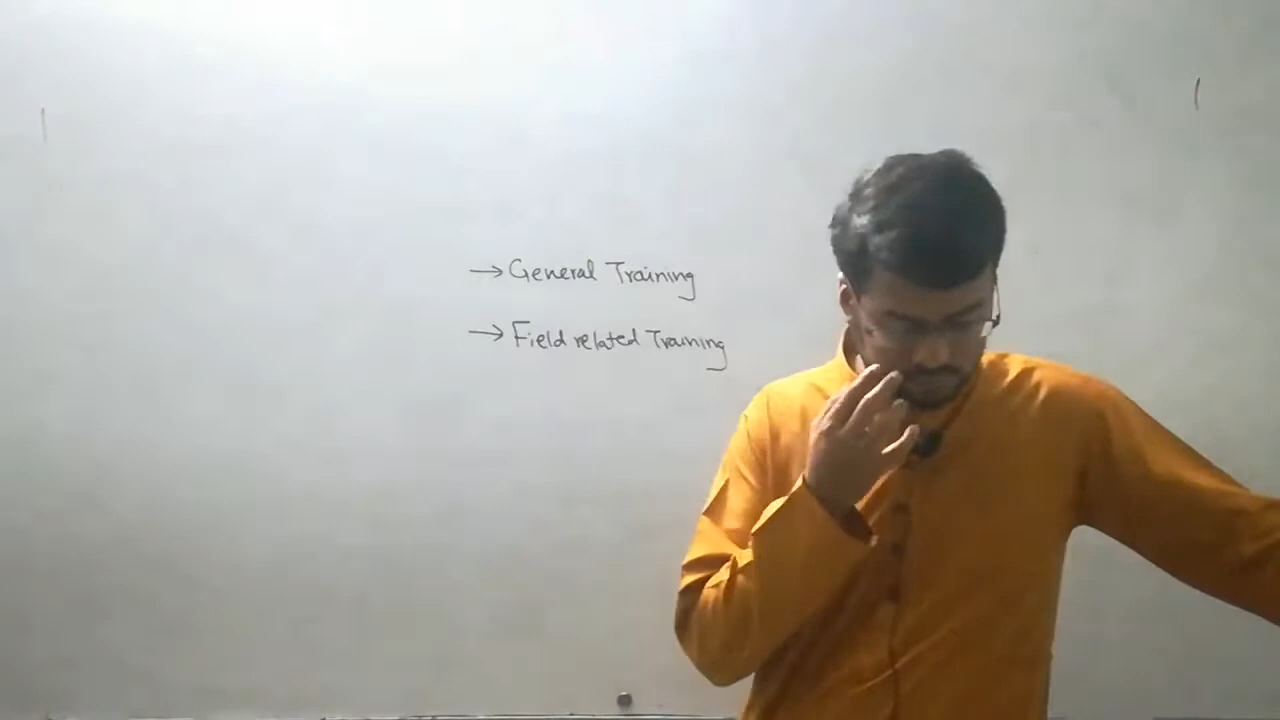 → General Training
→ Field related Training